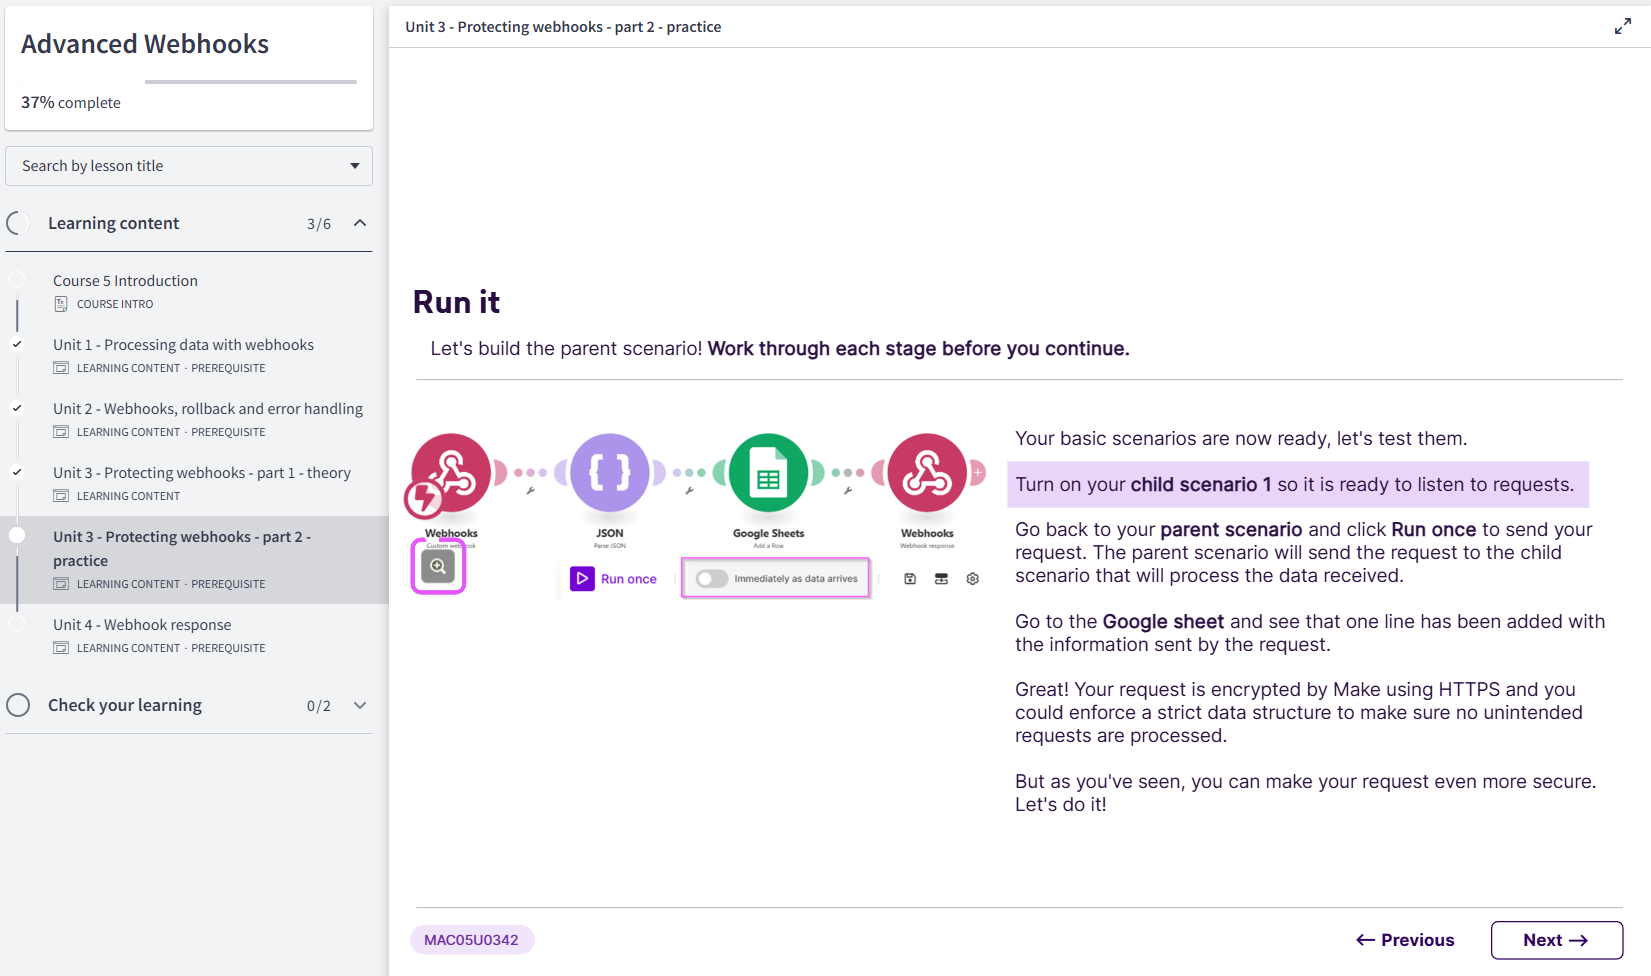 Advanced Webhooks
37% complete
Search by lesson title
Learning content 3/6
Course 5 Introduction
COURSE INTRO
Unit 1 - Processing data with webhooks
LEARNING CONTENT · PREREQUISITE
Unit 2 - Webhooks, rollback and error handling
LEARNING CONTENT · PREREQUISITE
Unit 3 - Protecting webhooks - part 1 - theory
LEARNING CONTENT
Unit 3 - Protecting webhooks - part 2 -
practice
LEARNING CONTENT · PREREQUISITE
Unit 4 - Webhook response
LEARNING CONTENT · PREREQUISITE
Check your learning 0/2
Unit 3 - Protecting webhooks - part 2 - practice
Run it
Let's build the parent scenario! Work through each stage before you continue.
Webhooks
Custom webhook
JSON
Parse JSON
Google Sheets
Add a Row
Webhooks
Webhook response
Run once
Immediately as data arrives
Your basic scenarios are now ready, let's test them.
Turn on your child scenario 1 so it is ready to listen to requests.
Go back to your parent scenario and click Run once to send your
request. The parent scenario will send the request to the child
scenario that will process the data received.
Go to the Google sheet and see that one line has been added with
the information sent by the request.
Great! Your request is encrypted by Make using HTTPS and you
could enforce a strict data structure to make sure no unintended
requests are processed.
But as you've seen, you can make your request even more secure.
Let's do it!
MAC05U0342
← Previous
Next →